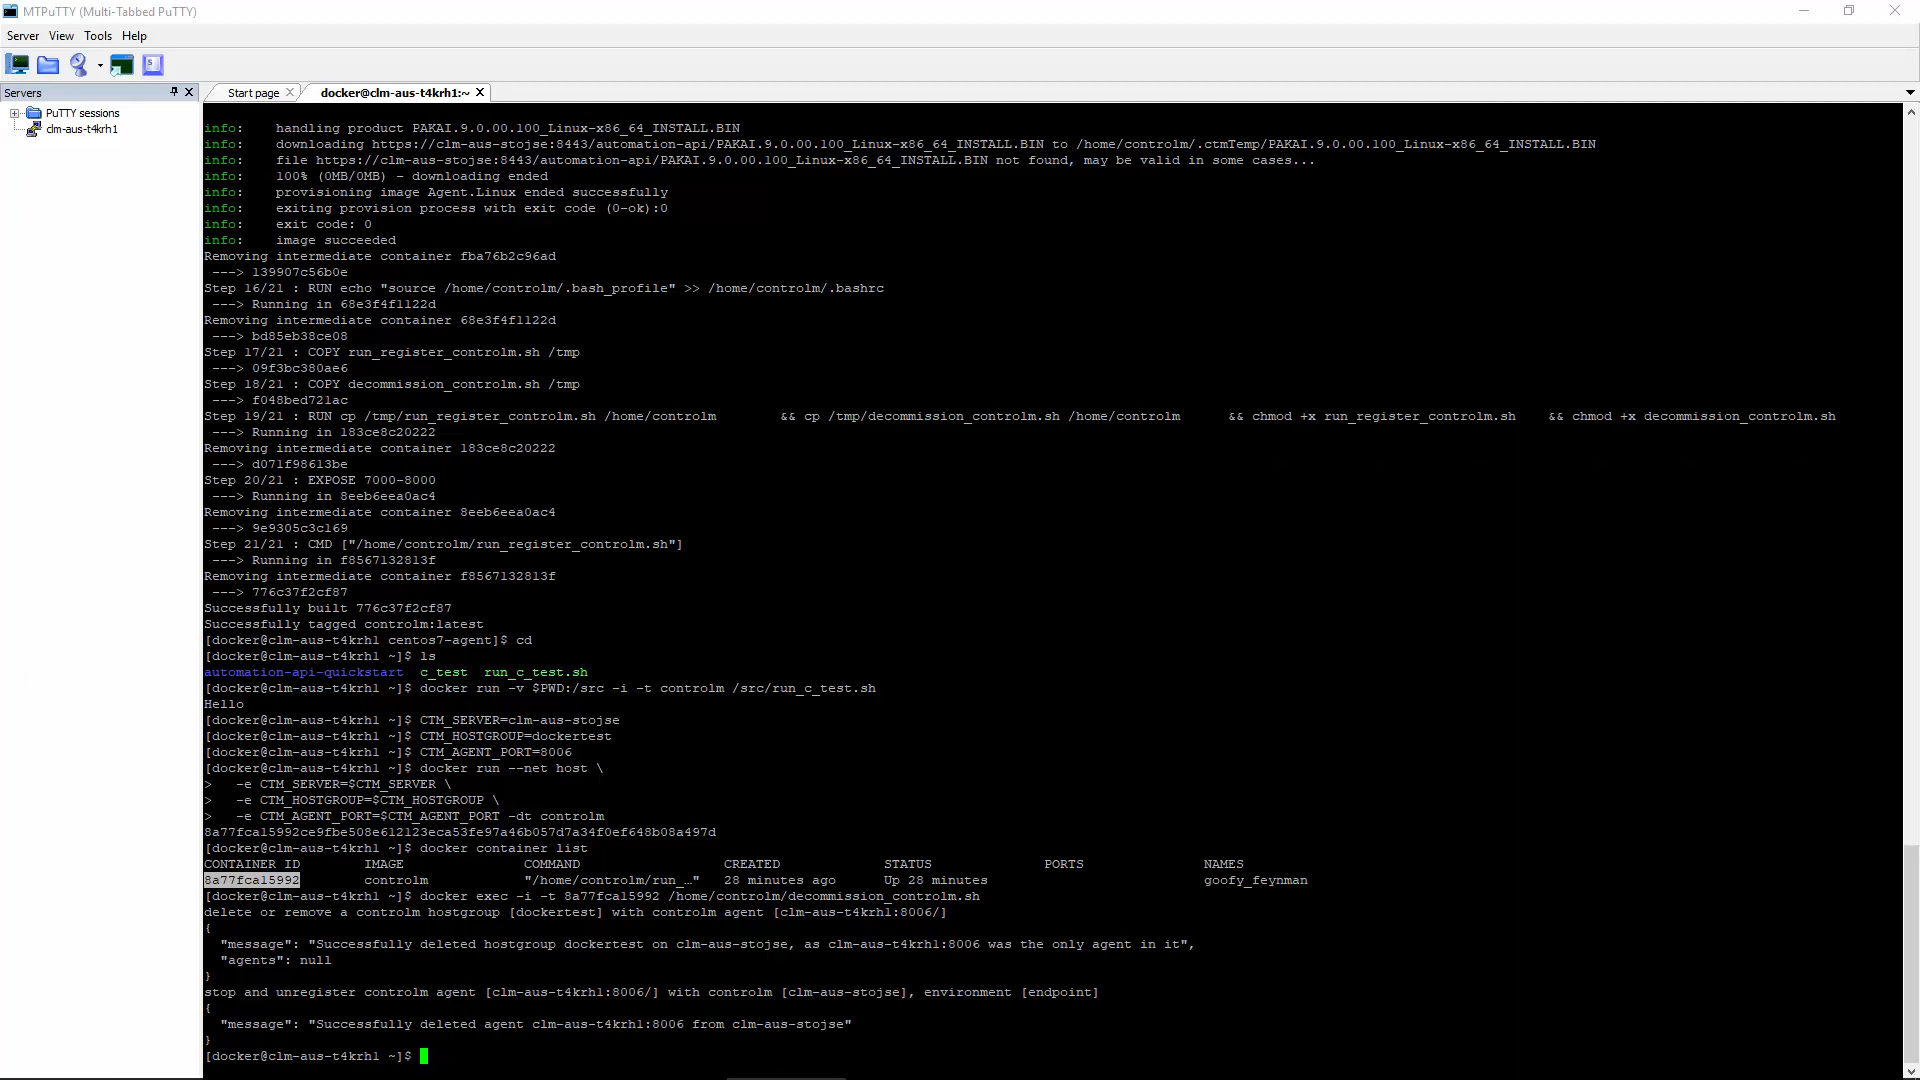 MTPuTTY (Multi-Tabbed PuTTY)
Server View Tools Help
Servers
Start page
docker@clm-aus-t4krh1:~
PuTTY sessions
clm-aus-t4krh1
info:    handling product PAKAI.9.0.00.100_Linux-x86_64_INSTALL.BIN
info:    downloading https://clm-aus-stojse:8443/automation-api/PAKAI.9.0.00.100_Linux-x86_64_INSTALL.BIN to /home/controlm/.ctmTemp/PAKAI.9.0.00.100_Linux-x86_64_INSTALL.BIN
info:    file https://clm-aus-stojse:8443/automation-api/PAKAI.9.0.00.100_Linux-x86_64_INSTALL.BIN not found, may be valid in some cases...
info:    100% (0MB/0MB) - downloading ended
info:    provisioning image Agent.Linux ended successfully
info:    exiting provision process with exit code (0-ok):0
info:    exit code: 0
info:    image succeeded
Removing intermediate container fba76b2c96ad
 ---> 139907c56b0e
Step 16/21 : RUN echo "source /home/controlm/.bash_profile" >> /home/controlm/.bashrc
 ---> Running in 68e3f4f1122d
Removing intermediate container 68e3f4f1122d
 ---> bd85eb38ce08
Step 17/21 : COPY run_register_controlm.sh /tmp
 ---> 09f3bc380ae6
Step 18/21 : COPY decommission_controlm.sh /tmp
 ---> f048bed721ac
Step 19/21 : RUN cp /tmp/run_register_controlm.sh /home/controlm        && cp /tmp/decommission_controlm.sh /home/controlm      && chmod +x run_register_controlm.sh    && chmod +x decommission_controlm.sh
 ---> Running in 183ce8c20222
Removing intermediate container 183ce8c20222
 ---> d071f98613be
Step 20/21 : EXPOSE 7000-8000
 ---> Running in 8eeb6eea0ac4
Removing intermediate container 8eeb6eea0ac4
 ---> 9e9305c3c169
Step 21/21 : CMD ["/home/controlm/run_register_controlm.sh"]
 ---> Running in f8567132813f
Removing intermediate container f8567132813f
 ---> 776c37f2cf87
Successfully built 776c37f2cf87
Successfully tagged controlm:latest
[docker@clm-aus-t4krh1 centos7-agent]$ cd
[docker@clm-aus-t4krh1 ~]$ ls
automation-api-quickstart  c_test  run_c_test.sh
[docker@clm-aus-t4krh1 ~]$ docker run -v $PWD:/src -i -t controlm /src/run_c_test.sh
Hello
[docker@clm-aus-t4krh1 ~]$ CTM_SERVER=clm-aus-stojse
[docker@clm-aus-t4krh1 ~]$ CTM_HOSTGROUP=dockertest
[docker@clm-aus-t4krh1 ~]$ CTM_AGENT_PORT=8006
[docker@clm-aus-t4krh1 ~]$ docker run --net host \
>   -e CTM_SERVER=$CTM_SERVER \
>   -e CTM_HOSTGROUP=$CTM_HOSTGROUP \
>   -e CTM_AGENT_PORT=$CTM_AGENT_PORT -dt controlm
8a77fca15992ce9fbe508e612123eca53fe97a46b057d7a34f0ef648b08a497d
[docker@clm-aus-t4krh1 ~]$ docker container list
CONTAINER ID        IMAGE               COMMAND                  CREATED             STATUS              PORTS               NAMES
8a77fca15992        controlm            "/home/controlm/run_…"   28 minutes ago      Up 28 minutes                           goofy_feynman
[docker@clm-aus-t4krh1 ~]$ docker exec -i -t 8a77fca15992 /home/controlm/decommission_controlm.sh
delete or remove a controlm hostgroup [dockertest] with controlm agent [clm-aus-t4krh1:8006/]
{
  "message": "Successfully deleted hostgroup dockertest on clm-aus-stojse, as clm-aus-t4krh1:8006 was the only agent in it",
  "agents": null
}
stop and unregister controlm agent [clm-aus-t4krh1:8006/] with controlm [clm-aus-stojse], environment [endpoint]
{
  "message": "Successfully deleted agent clm-aus-t4krh1:8006 from clm-aus-stojse"
}
[docker@clm-aus-t4krh1 ~]$